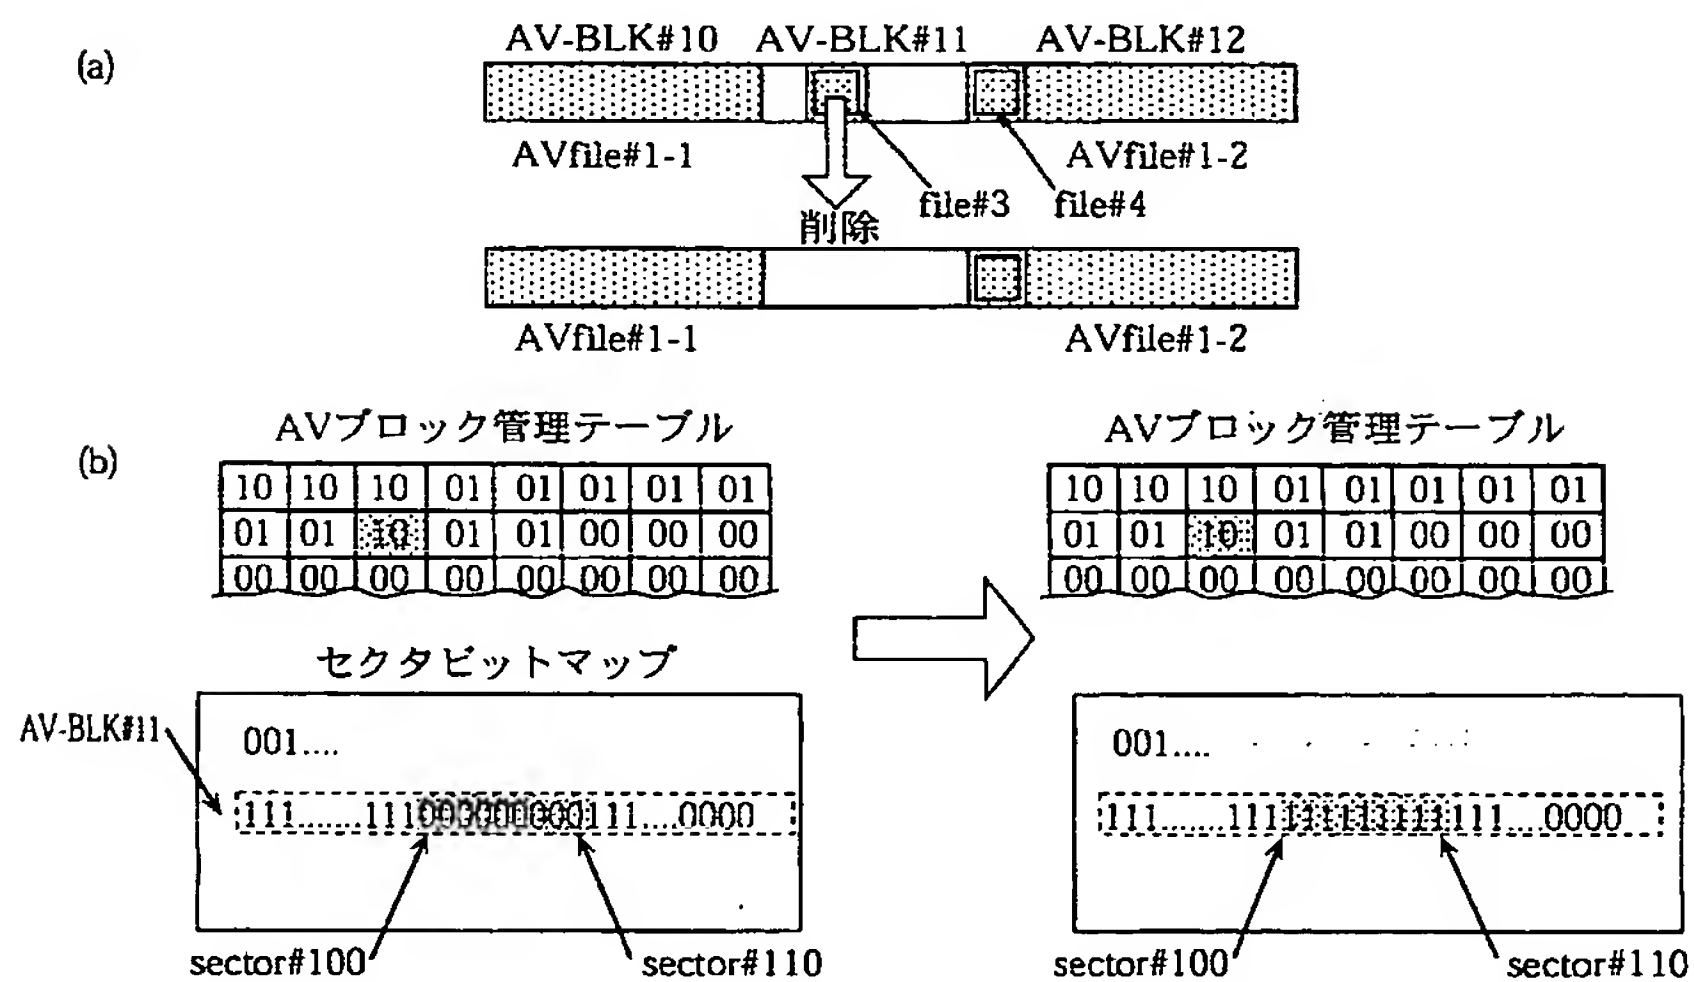 (a)
AV-BLK#10 AV-BLK#11 AV-BLK#12
AVfile#1-1 AVfile#1-2
file#3 file#4
削除
AVfile#1-1 AVfile#1-2
(b)
AVブロック管理テーブル AVブロック管理テーブル
10 10 10 01 01 01 01 01 10 10 10 01 01 01 01 01
01 01 10 01 01 00 00 00 01 01 10 01 01 00 00 00
00 00 00 00 00 00 00 00 00 00 00 00 00 00 00 00
セクタビットマップ
AV-BLK#11
001.... 001....
111.......111000000000111....0000 111.......111111111111111....0000
sector#100 sector#110 sector#100 sector#110